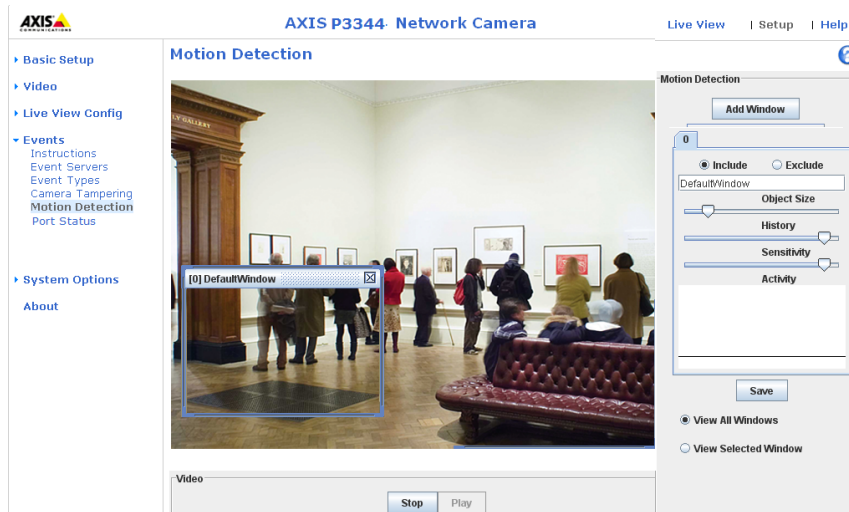 AXIS
COMMUNICATIONS
AXIS P3344 Network Camera
Live View | Setup | Help
Basic Setup
Video
Live View Config
Events
Instructions
Event Servers
Event Types
Camera Tampering
Motion Detection
Port Status
System Options
About
Motion Detection
LY GALLERY
[0] DefaultWindow
Video
Stop
Play
?
Motion Detection
Add Window
0
Include
Exclude
DefaultWindow
Object Size
History
Sensitivity
Activity
Save
View All Windows
View Selected Window